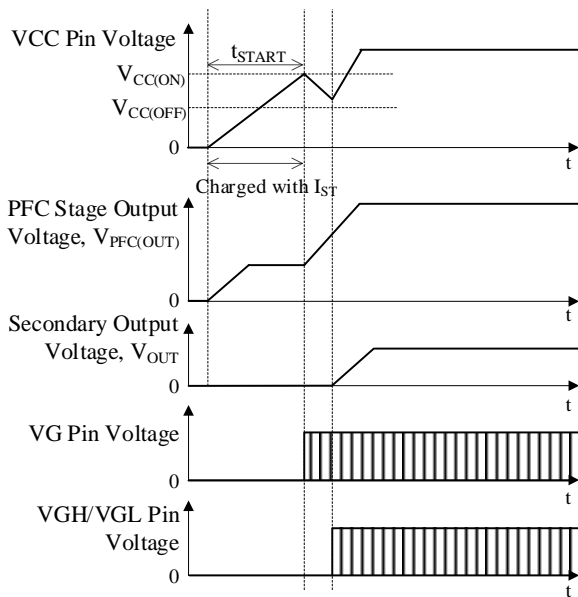 VCC Pin Voltage
tSTART
VCC(ON)
VCC(OFF)
0
t
Charged with IST
PFC Stage Output
Voltage, VPFC(OUT)
0
t
Secondary Output
Voltage, VOUT
0
t
VG Pin Voltage
0
t
VGH/VGL Pin
Voltage
0
t